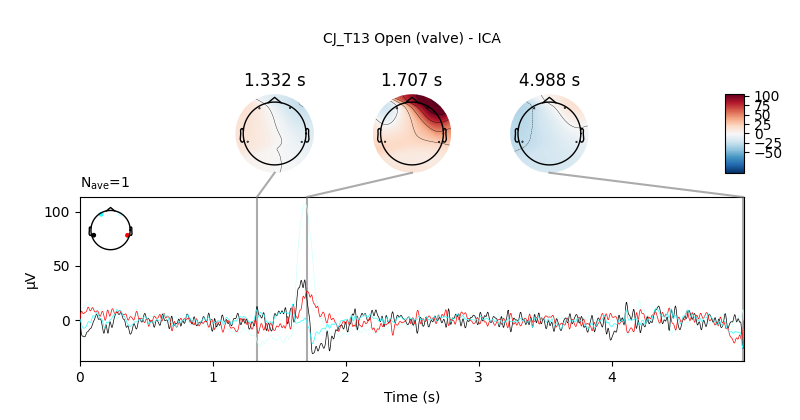 CJ_T13 Open (valve) - ICA
1.332 s
1.707 s
4.988 s
100
75
50
25
0
−25
−50
Nave=1
100
50
0
µV
0
1
2
3
4
Time (s)